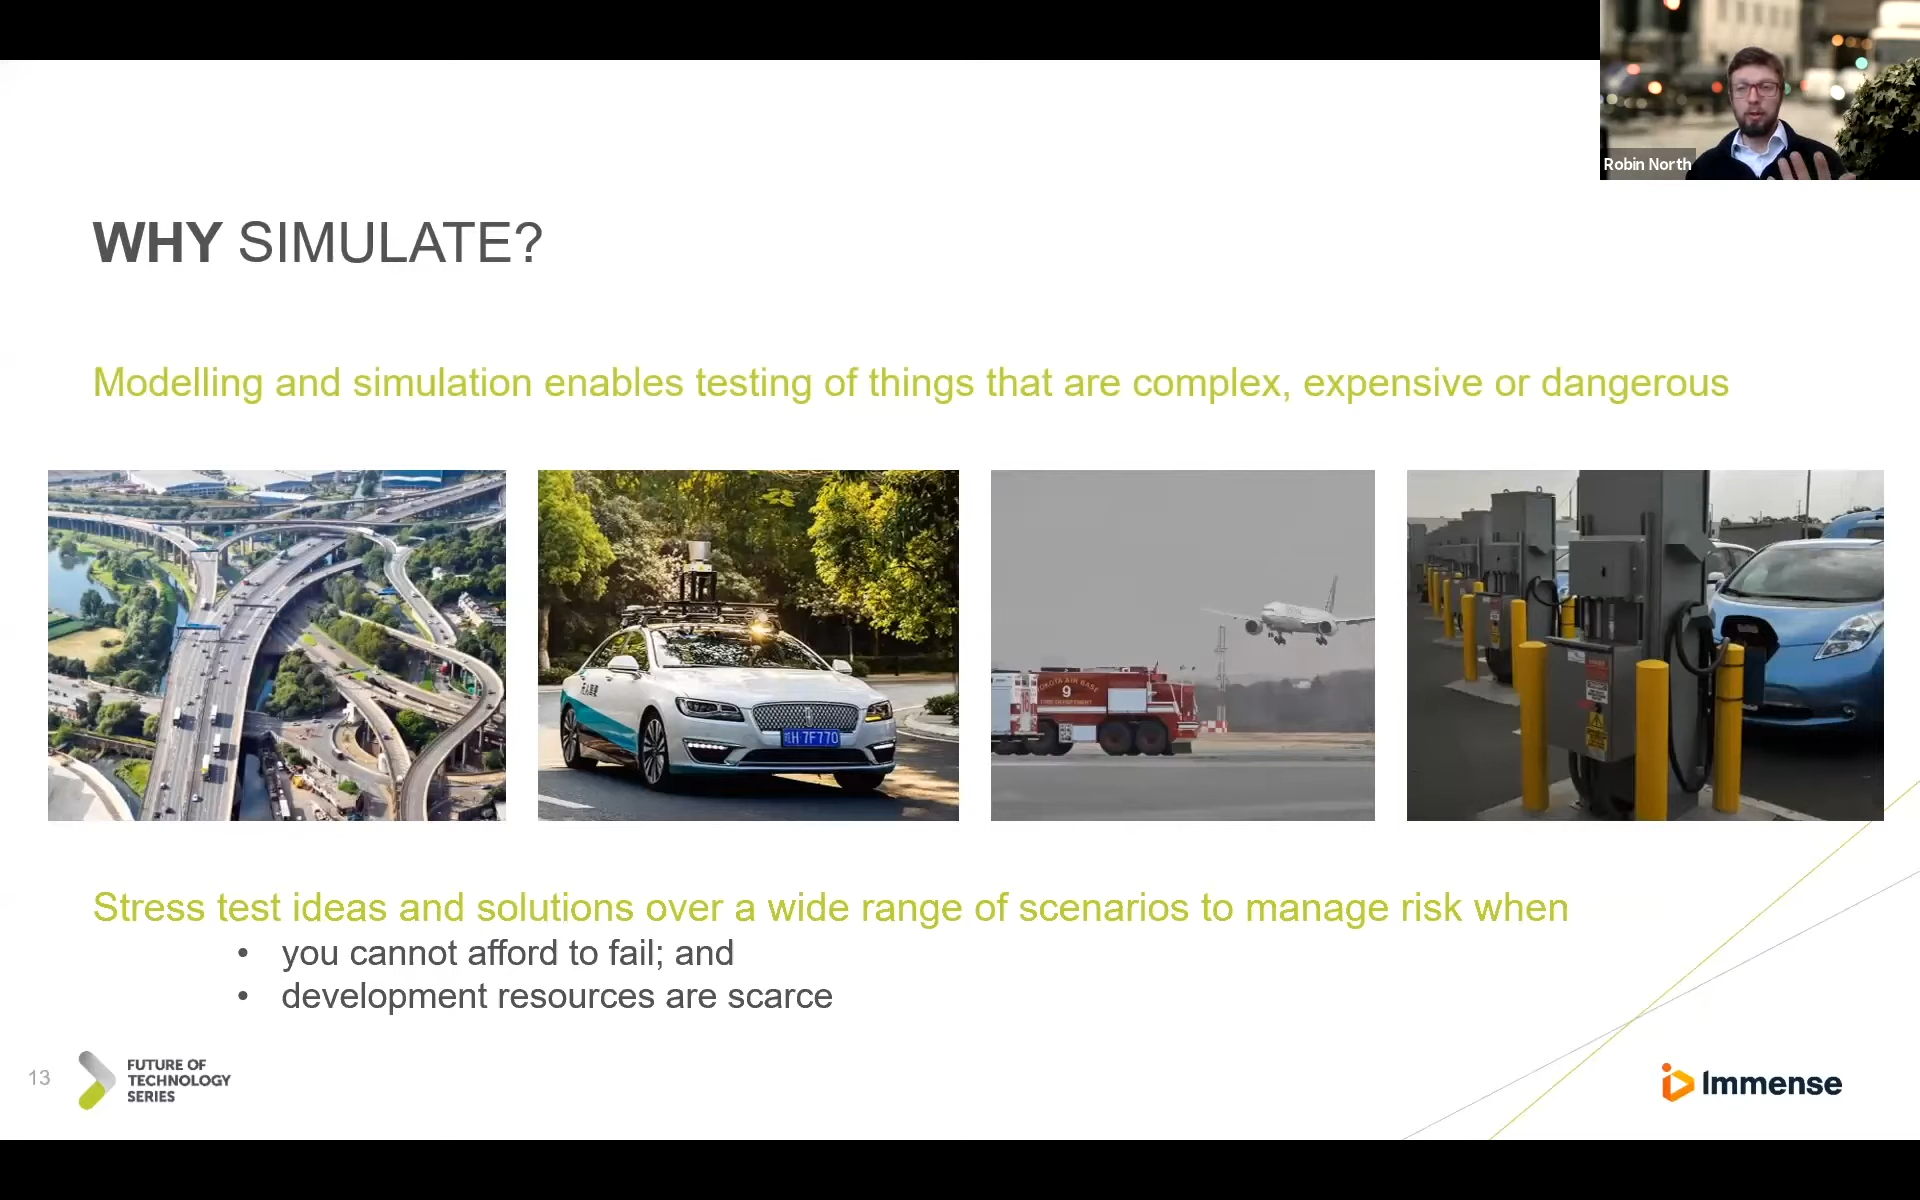 Robin North
WHY SIMULATE?
Modelling and simulation enables testing of things that are complex, expensive or dangerous
H 7F770
9
Stress test ideas and solutions over a wide range of scenarios to manage risk when
• you cannot afford to fail; and
• development resources are scarce
13
FUTURE OF
TECHNOLOGY
SERIES
Immense